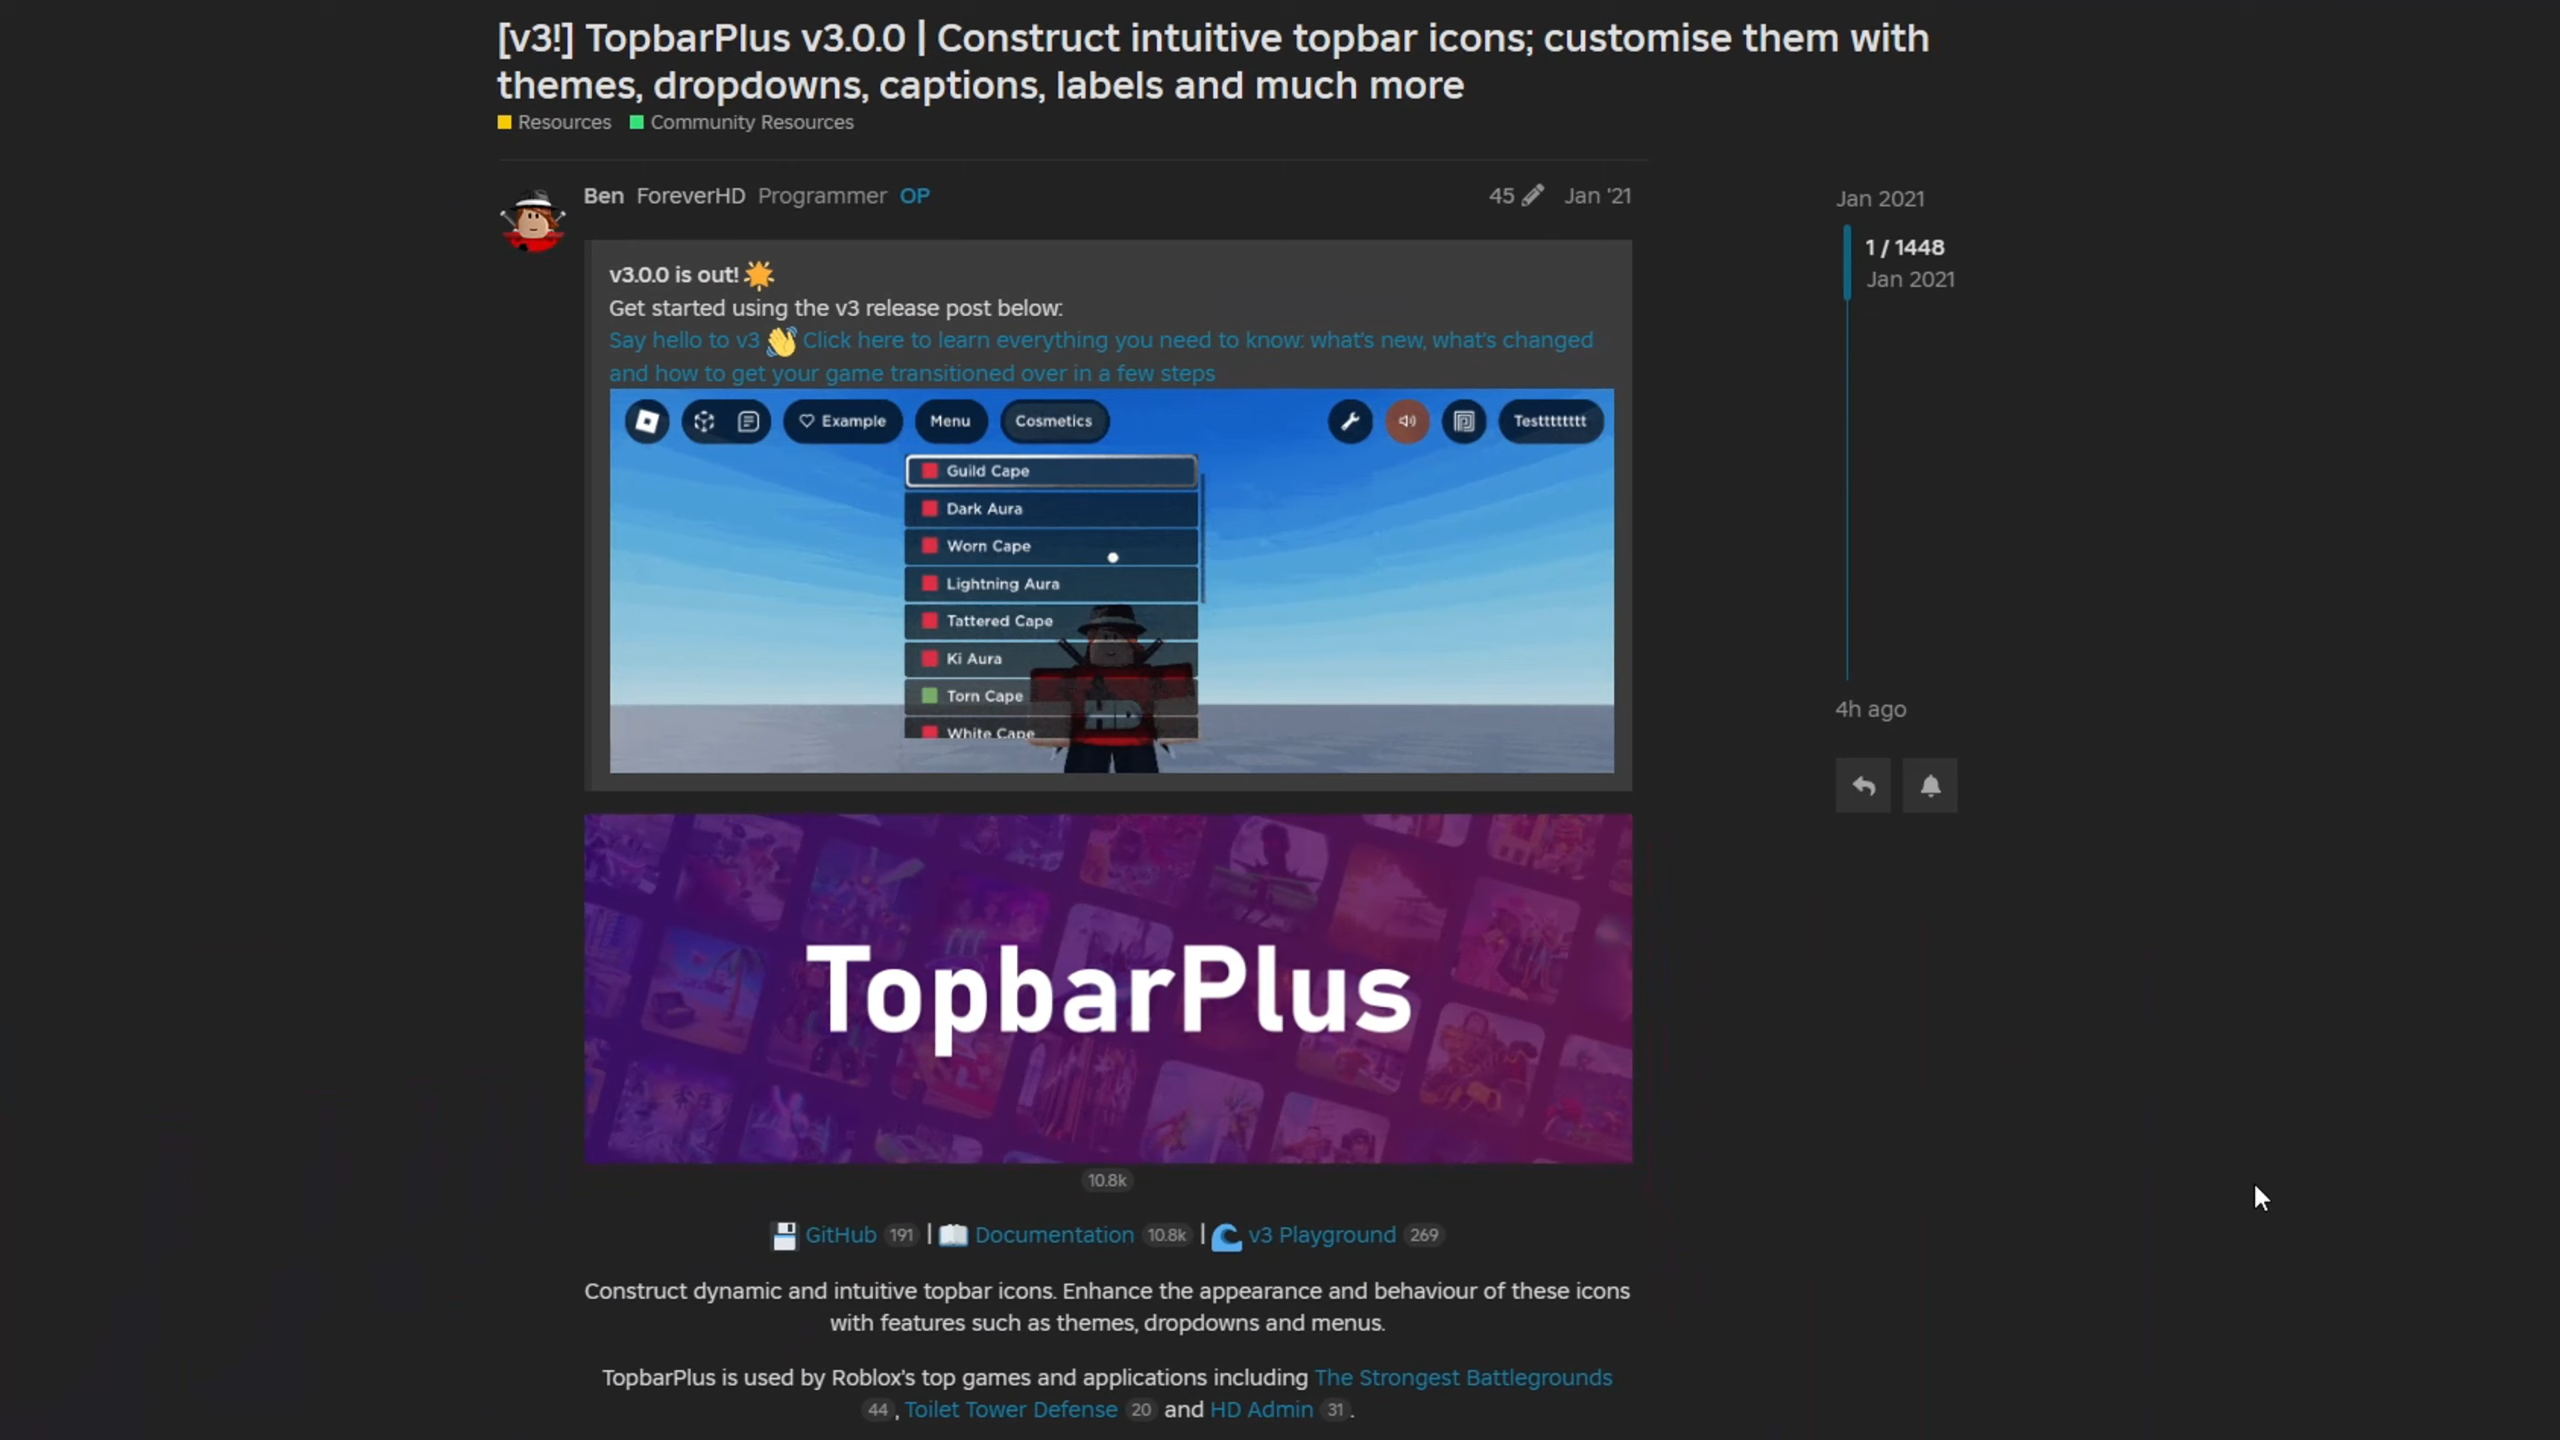 [v3!] TopbarPlus v3.0.0 | Construct intuitive topbar icons; customise them with
themes, dropdowns, captions, labels and much more
Resources Community Resources
Ben ForeverHD Programmer OP 45 Jan '21
v3.0.0 is out!
Get started using the v3 release post below:
Say hello to v3 Click here to learn everything you need to know: what's new, what's changed
and how to get your game transitioned over in a few steps
Example Menu Cosmetics Testttttttt
Guild Cape
Dark Aura
Worn Cape
Lightning Aura
Tattered Cape
Ki Aura
Torn Cape
White Cape
HD
TopbarPlus
10.8k
GitHub 191 | Documentation 10.8k | v3 Playground 269
Construct dynamic and intuitive topbar icons. Enhance the appearance and behaviour of these icons
with features such as themes, dropdowns and menus.
TopbarPlus is used by Roblox's top games and applications including The Strongest Battlegrounds
44 , Toilet Tower Defense 20 and HD Admin 31 .
Jan 2021
1 / 1448
Jan 2021
4h ago